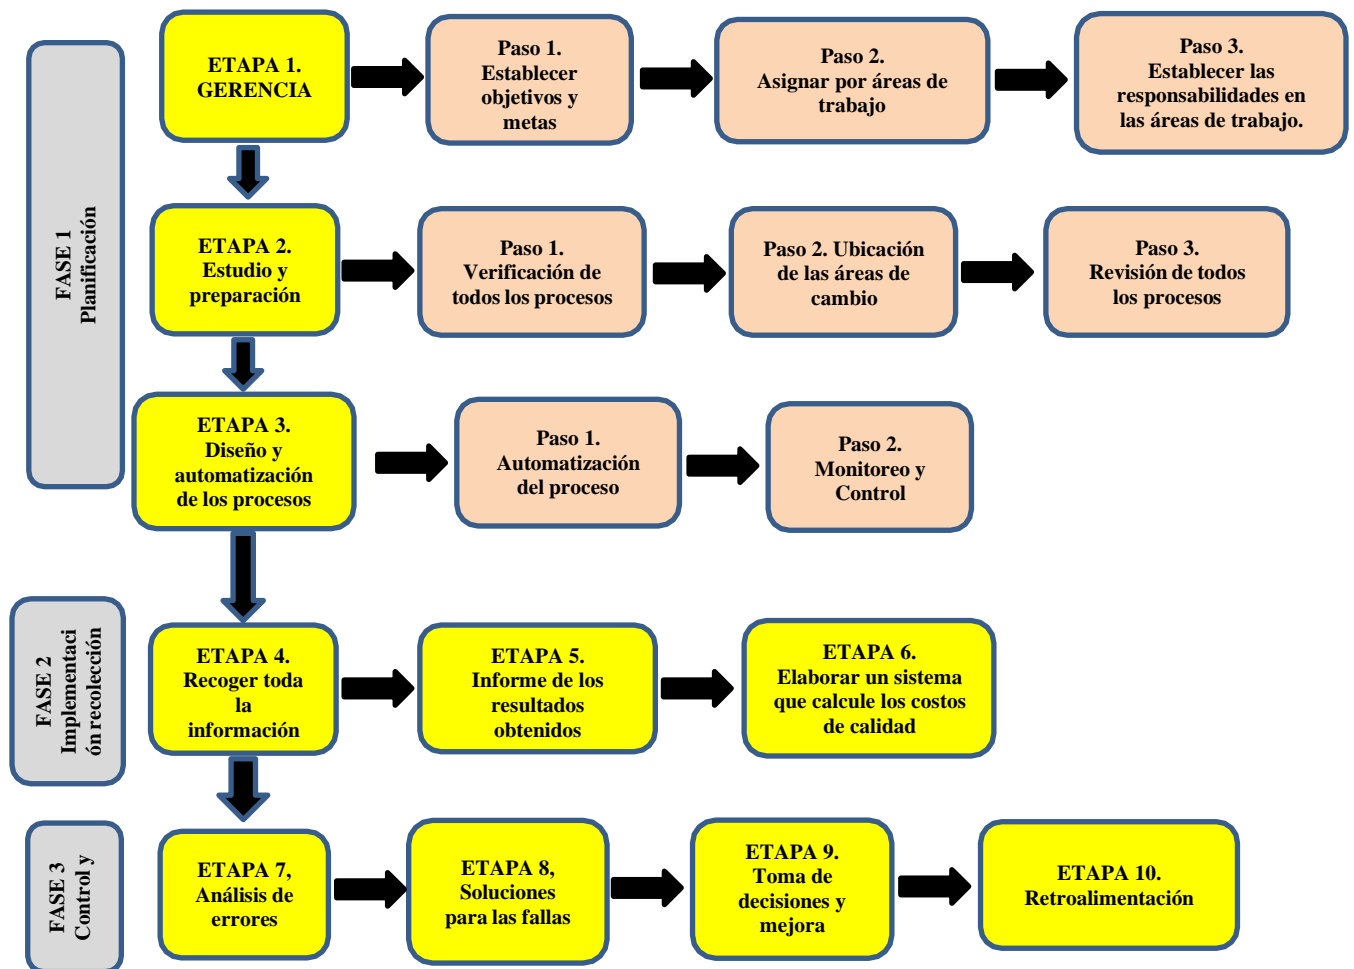 FASE 1
Planificación
ETAPA 1.
GERENCIA
Paso 1.
Establecer
objetivos y
metas
Paso 2.
Asignar por áreas de
trabajo
Paso 3.
Establecer las
responsabilidades en
las áreas de trabajo.
ETAPA 2.
Estudio y
preparación
Paso 1.
Verificación de
todos los procesos
Paso 2. Ubicación
de las áreas de
cambio
Paso 3.
Revisión de todos
los procesos
ETAPA 3.
Diseño y
automatización
de los procesos
Paso 1.
Automatización
del proceso
Paso 2.
Monitoreo y
Control
FASE 2
Implementaci
ón recolección
ETAPA 4.
Recoger toda
la
información
ETAPA 5.
Informe de los
resultados
obtenidos
ETAPA 6.
Elaborar un sistema
que calcule los costos
de calidad
FASE 3
Control y
ETAPA 7,
Análisis de
errores
ETAPA 8,
Soluciones
para las fallas
ETAPA 9.
Toma de
decisiones y
mejora
ETAPA 10.
Retroalimentación